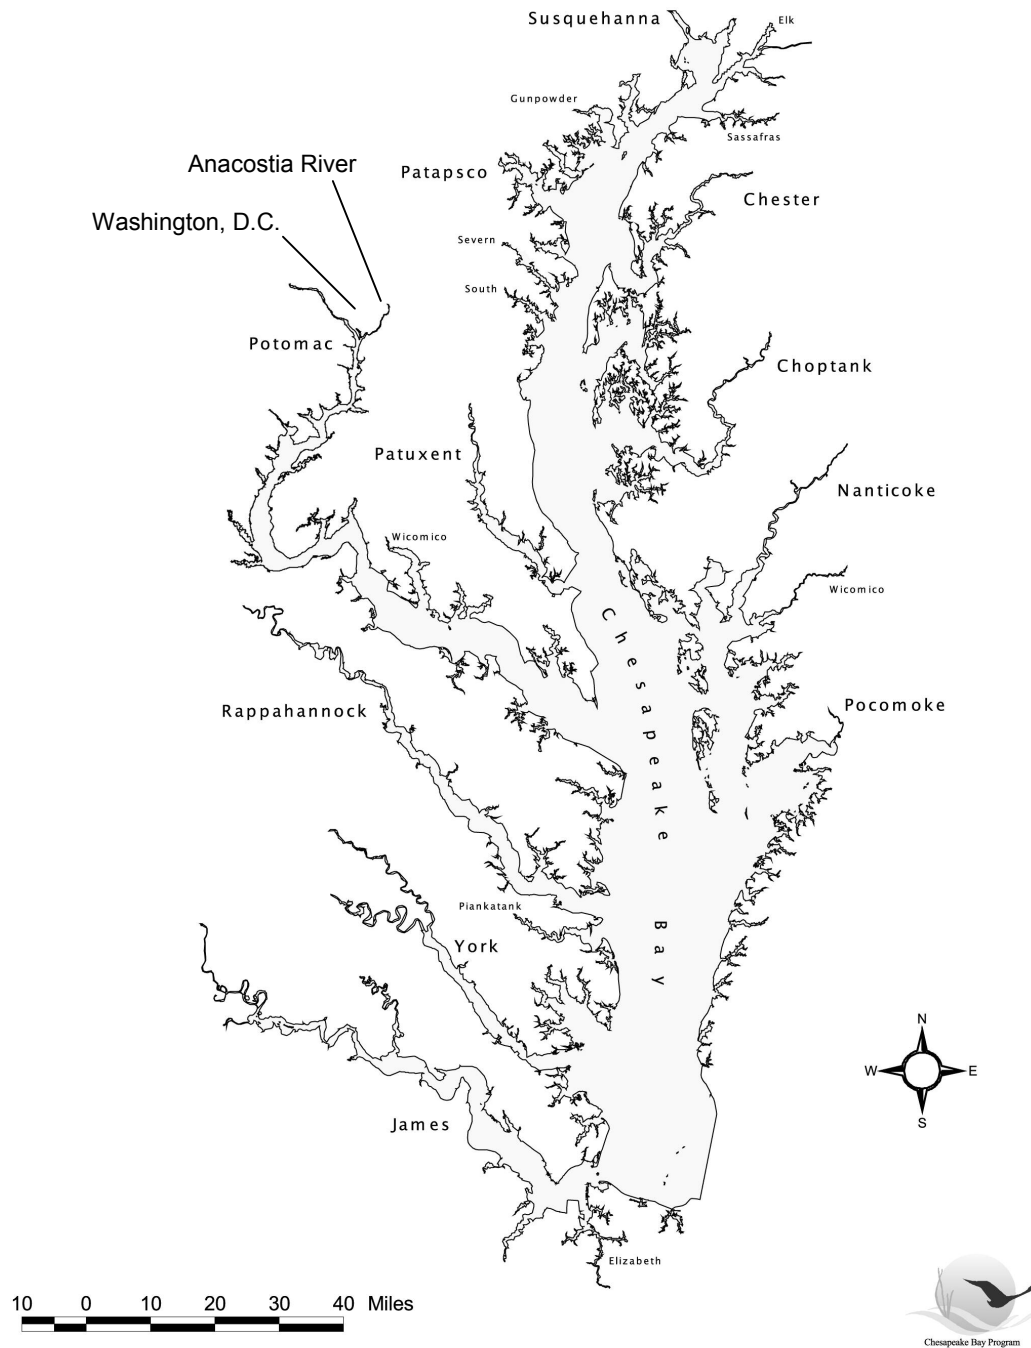 Susquehanna
Elk
Gunpowder
Sassafras
Anacostia River
Patapsco
Chester
Washington, D.C.
Severn
South
Potomac
Choptank
Patuxent
Nanticoke
Wicomico
Wicomico
Chesapeake Bay
Rappahannock
Pocomoke
Piankatank
York
N
W E
S
James
Elizabeth
10 0 10 20 30 40 Miles
Chesapeake Bay Program